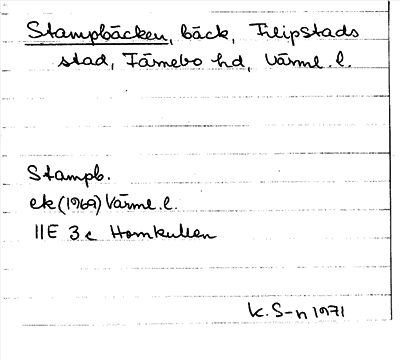 Stampbäcken, bäck, Filipstads
stad, Färnebo hd, Värml. l.
Stampb.
ek (1969) Värml. l.
11E 3c Hornkullen
K. S-n 1971